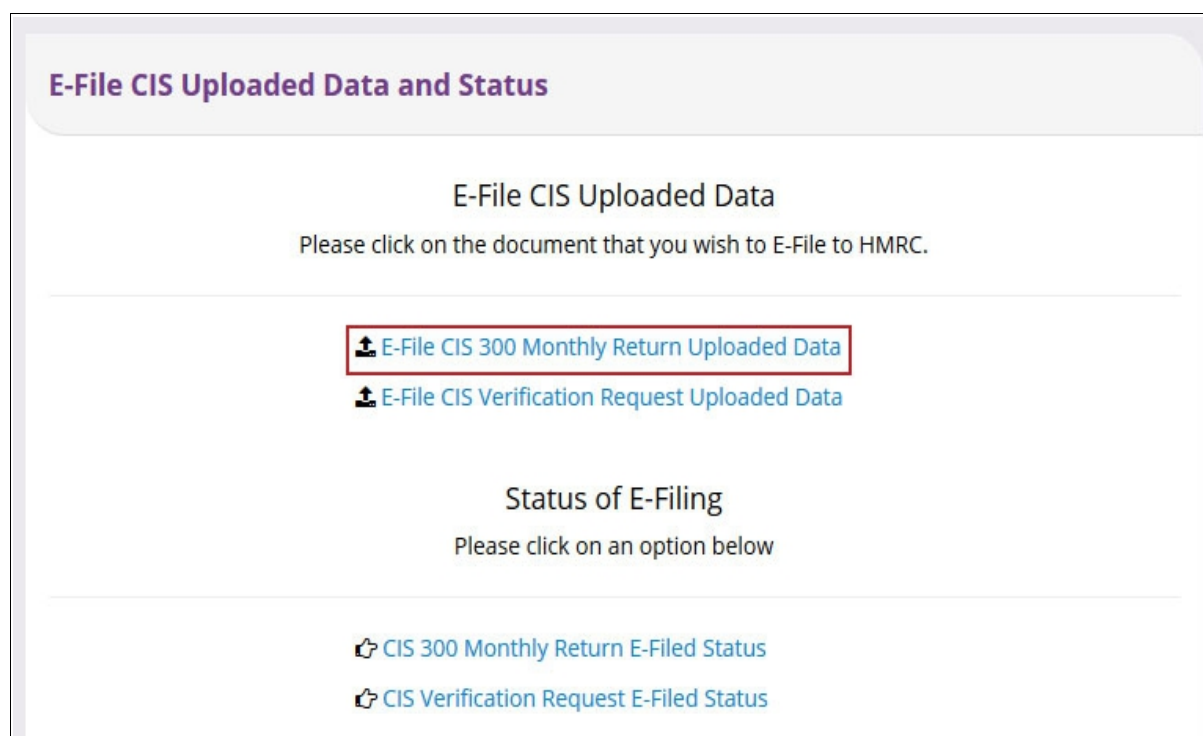 E-File CIS Uploaded Data and Status
E-File CIS Uploaded Data
Please click on the document that you wish to E-File to HMRC.
E-File CIS 300 Monthly Return Uploaded Data
E-File CIS Verification Request Uploaded Data
Status of E-Filing
Please click on an option below
CIS 300 Monthly Return E-Filed Status
CIS Verification Request E-Filed Status